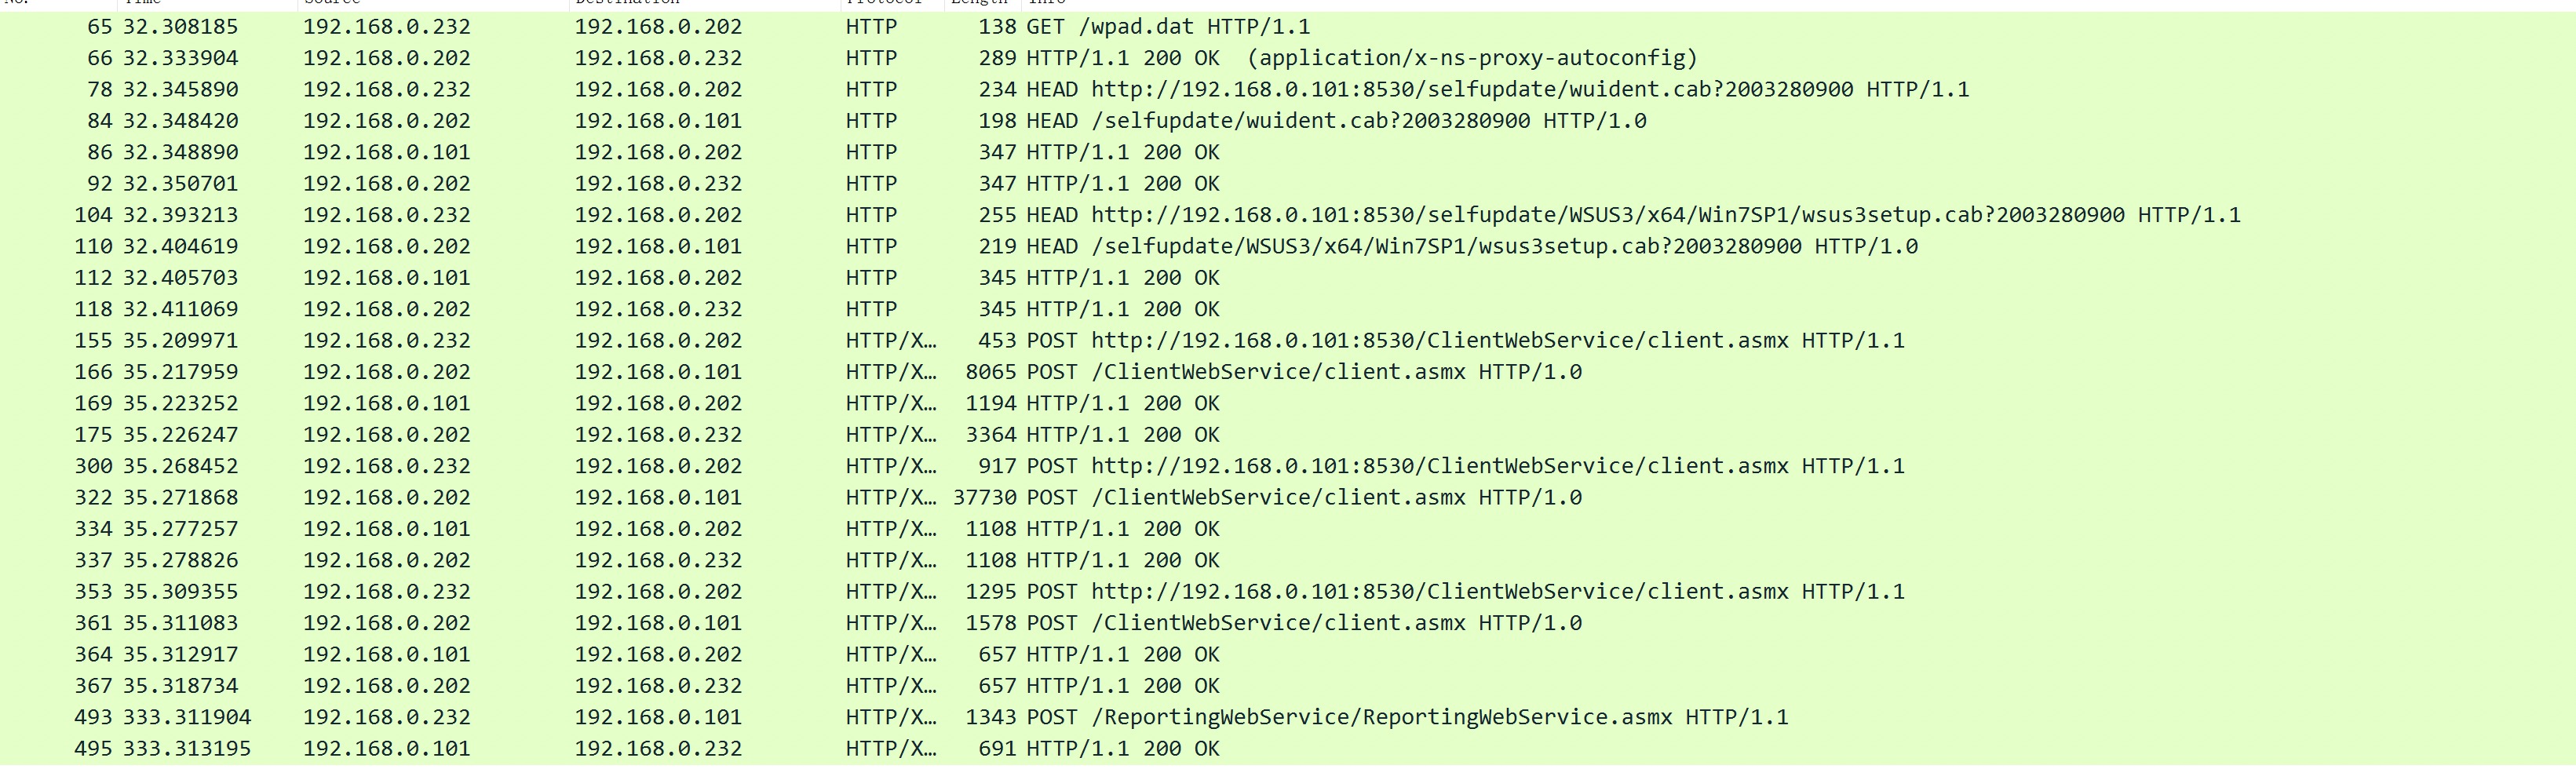 No. Time Source Destination Protocol Length Info
65 32.308185 192.168.0.232 192.168.0.202 HTTP 138 GET /wpad.dat HTTP/1.1
66 32.333904 192.168.0.202 192.168.0.232 HTTP 289 HTTP/1.1 200 OK (application/x-ns-proxy-autoconfig)
78 32.345890 192.168.0.232 192.168.0.202 HTTP 234 HEAD http://192.168.0.101:8530/selfupdate/wuident.cab?2003280900 HTTP/1.1
84 32.348420 192.168.0.202 192.168.0.101 HTTP 198 HEAD /selfupdate/wuident.cab?2003280900 HTTP/1.0
86 32.348890 192.168.0.101 192.168.0.202 HTTP 347 HTTP/1.1 200 OK
92 32.350701 192.168.0.202 192.168.0.232 HTTP 347 HTTP/1.1 200 OK
104 32.393213 192.168.0.232 192.168.0.202 HTTP 255 HEAD http://192.168.0.101:8530/selfupdate/WSUS3/x64/Win7SP1/wsus3setup.cab?2003280900 HTTP/1.1
110 32.404619 192.168.0.202 192.168.0.101 HTTP 219 HEAD /selfupdate/WSUS3/x64/Win7SP1/wsus3setup.cab?2003280900 HTTP/1.0
112 32.405703 192.168.0.101 192.168.0.202 HTTP 345 HTTP/1.1 200 OK
118 32.411069 192.168.0.202 192.168.0.232 HTTP 345 HTTP/1.1 200 OK
155 35.209971 192.168.0.232 192.168.0.202 HTTP/X… 453 POST http://192.168.0.101:8530/ClientWebService/client.asmx HTTP/1.1
166 35.217959 192.168.0.202 192.168.0.101 HTTP/X… 8065 POST /ClientWebService/client.asmx HTTP/1.0
169 35.223252 192.168.0.101 192.168.0.202 HTTP/X… 1194 HTTP/1.1 200 OK
175 35.226247 192.168.0.202 192.168.0.232 HTTP/X… 3364 HTTP/1.1 200 OK
300 35.268452 192.168.0.232 192.168.0.202 HTTP/X… 917 POST http://192.168.0.101:8530/ClientWebService/client.asmx HTTP/1.1
322 35.271868 192.168.0.202 192.168.0.101 HTTP/X… 37730 POST /ClientWebService/client.asmx HTTP/1.0
334 35.277257 192.168.0.101 192.168.0.202 HTTP/X… 1108 HTTP/1.1 200 OK
337 35.278826 192.168.0.202 192.168.0.232 HTTP/X… 1108 HTTP/1.1 200 OK
353 35.309355 192.168.0.232 192.168.0.202 HTTP/X… 1295 POST http://192.168.0.101:8530/ClientWebService/client.asmx HTTP/1.1
361 35.311083 192.168.0.202 192.168.0.101 HTTP/X… 1578 POST /ClientWebService/client.asmx HTTP/1.0
364 35.312917 192.168.0.101 192.168.0.202 HTTP/X… 657 HTTP/1.1 200 OK
367 35.318734 192.168.0.202 192.168.0.232 HTTP/X… 657 HTTP/1.1 200 OK
493 333.311904 192.168.0.232 192.168.0.101 HTTP/X… 1343 POST /ReportingWebService/ReportingWebService.asmx HTTP/1.1
495 333.313195 192.168.0.101 192.168.0.232 HTTP/X… 691 HTTP/1.1 200 OK